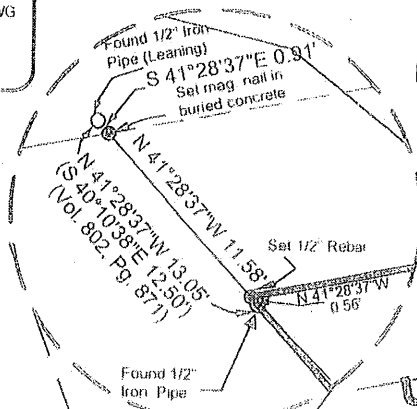 VG
Found 1/2" Iron
Pipe (Leaning)
S 41°28'37"E 0.91'
Set mag nail in
buried concrete
N 41°28'37"W 11.58'
N 41°28'37"W 13.05'
(S 40°10'38"E 12.50')
(Vol. 802, Pg. 871)
Set 1/2" Rebar
N 41°28'37"W
0.56'
Found 1/2"
Iron Pipe